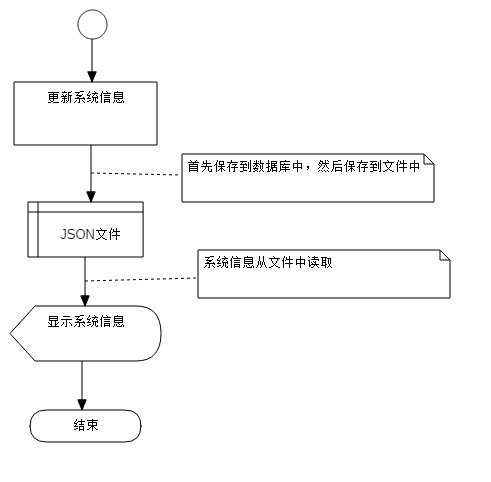 更新系统信息
首先保存到数据库中，然后保存到文件中
JSON文件
系统信息从文件中读取
显示系统信息
结束